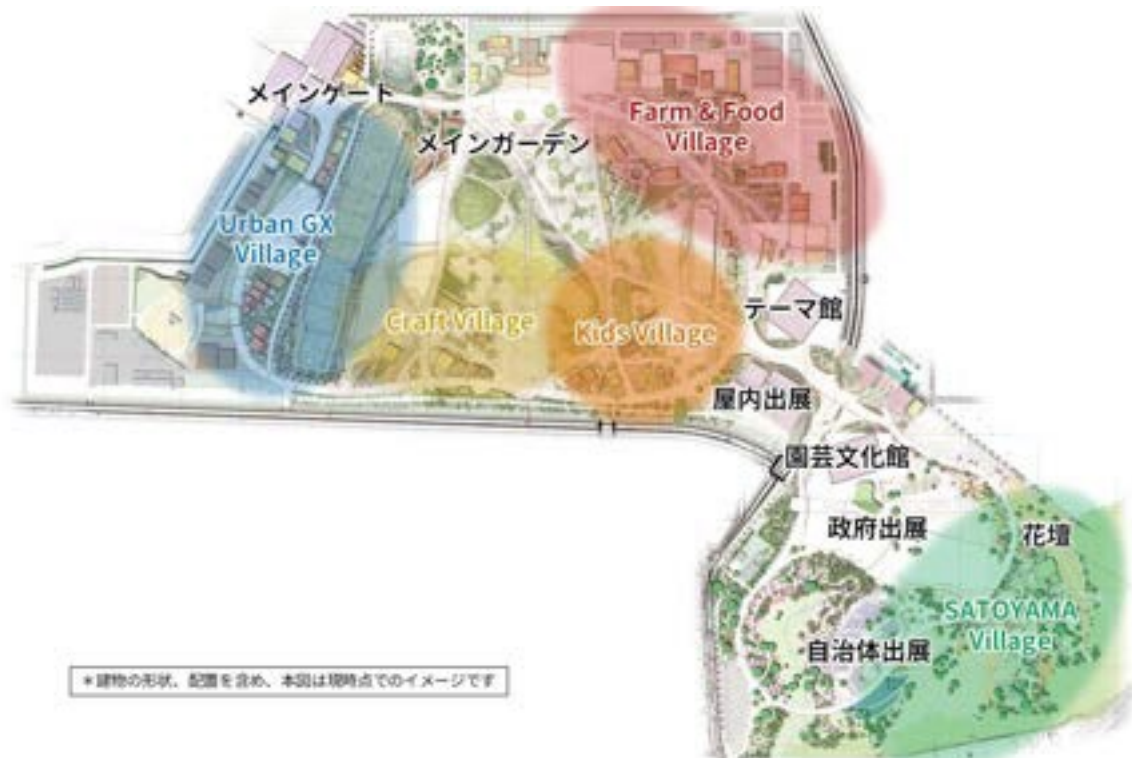 メインゲート
Farm & Food
Village
メインガーデン
Urban GX
Village
テーマ館
Craft Village
Kids Village
屋内出展
園芸文化館
政府出展
花壇
SATOYAMA
Village
自治体出展
*建物の形状、配置を含め、本図は現時点でのイメージです